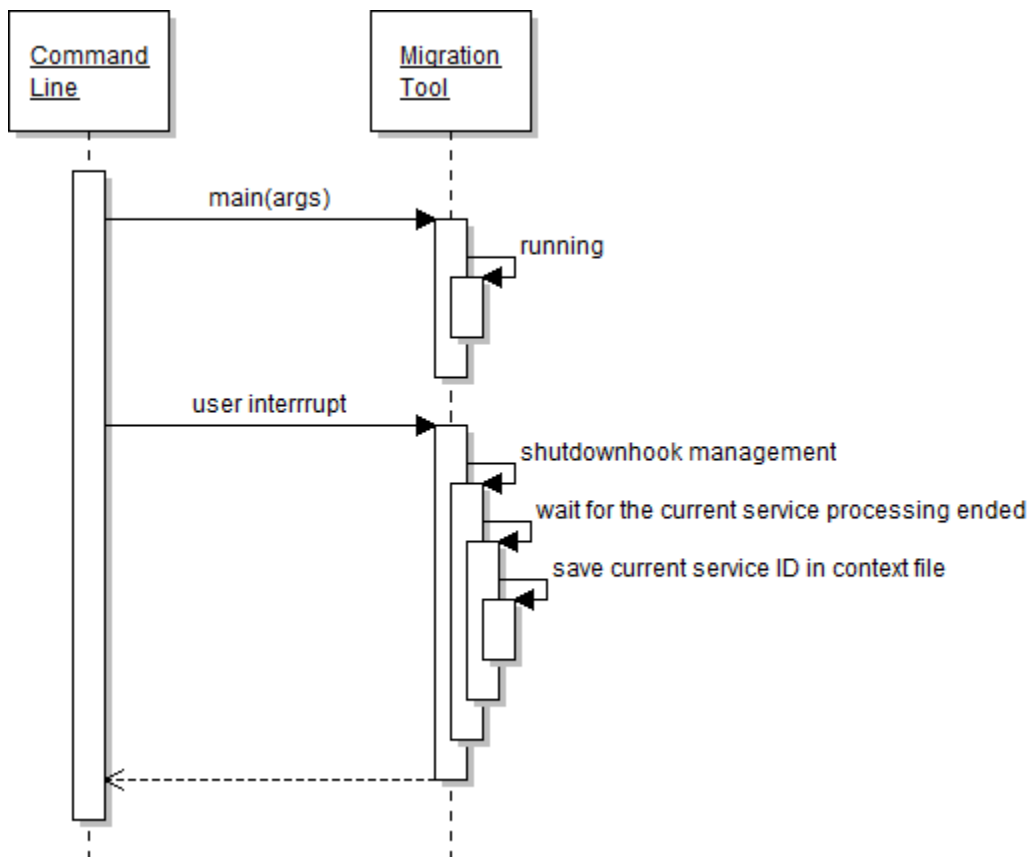 Command
Line
Migration
Tool
main(args)
running
user interrrupt
shutdownhook management
wait for the current service processing ended
save current service ID in context file